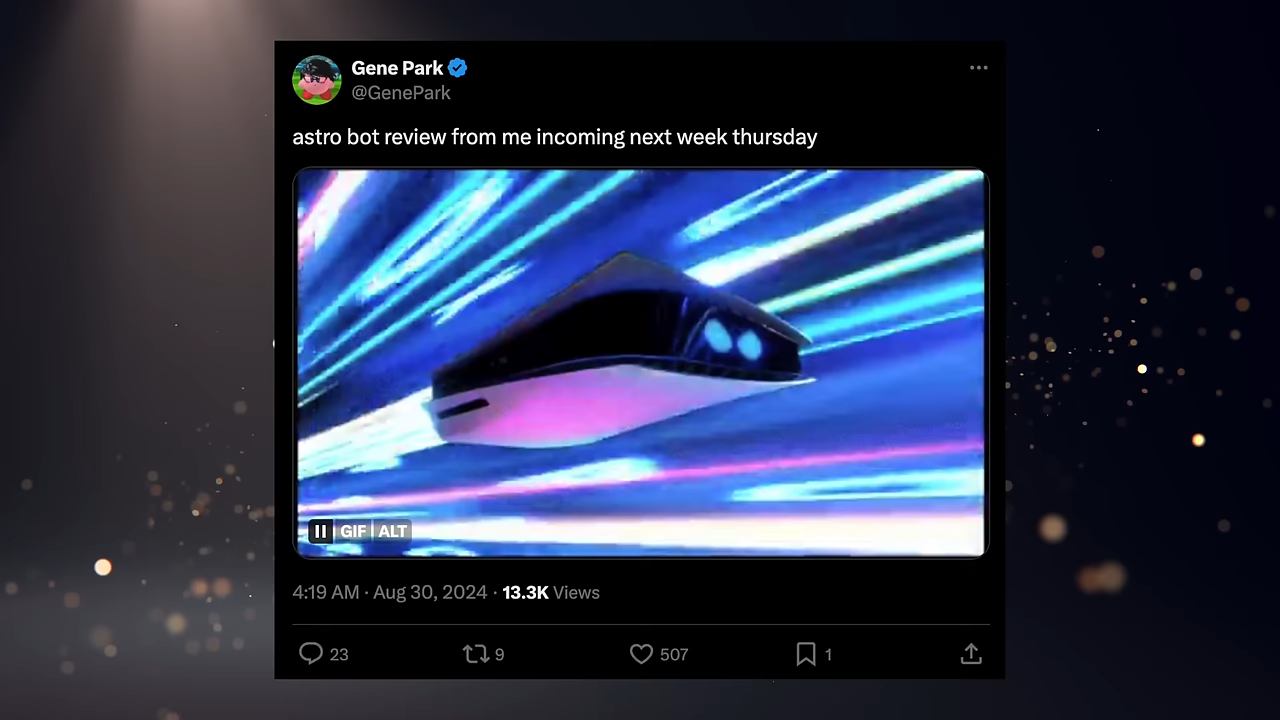 Gene Park
@GenePark
astro bot review from me incoming next week thursday
GIF ALT
4:19 AM · Aug 30, 2024 · 13.3K Views
23 9 507 1